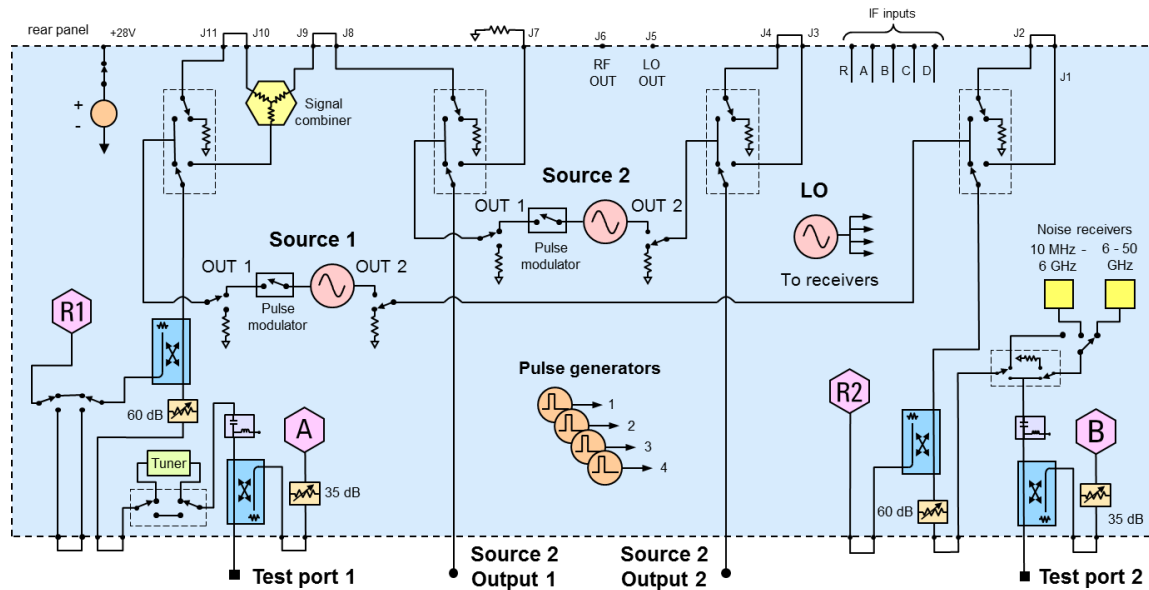 rear panel
+28V
J11
J10
J9
J8
J7
J6
J5
J4
J3
IF inputs
J2
J1
RF
OUT
LO
OUT
R
A
B
C
D
+
-
Signal
combiner
Source 2
OUT 1
OUT 2
Pulse
modulator
LO
To receivers
Noise receivers
10 MHz -
6 GHz
6 - 50
GHz
Source 1
OUT 1
OUT 2
Pulse
modulator
R1
60 dB
Tuner
A
35 dB
Pulse generators
1
2
3
4
R2
60 dB
B
35 dB
Test port 1
Source 2
Output 1
Source 2
Output 2
Test port 2